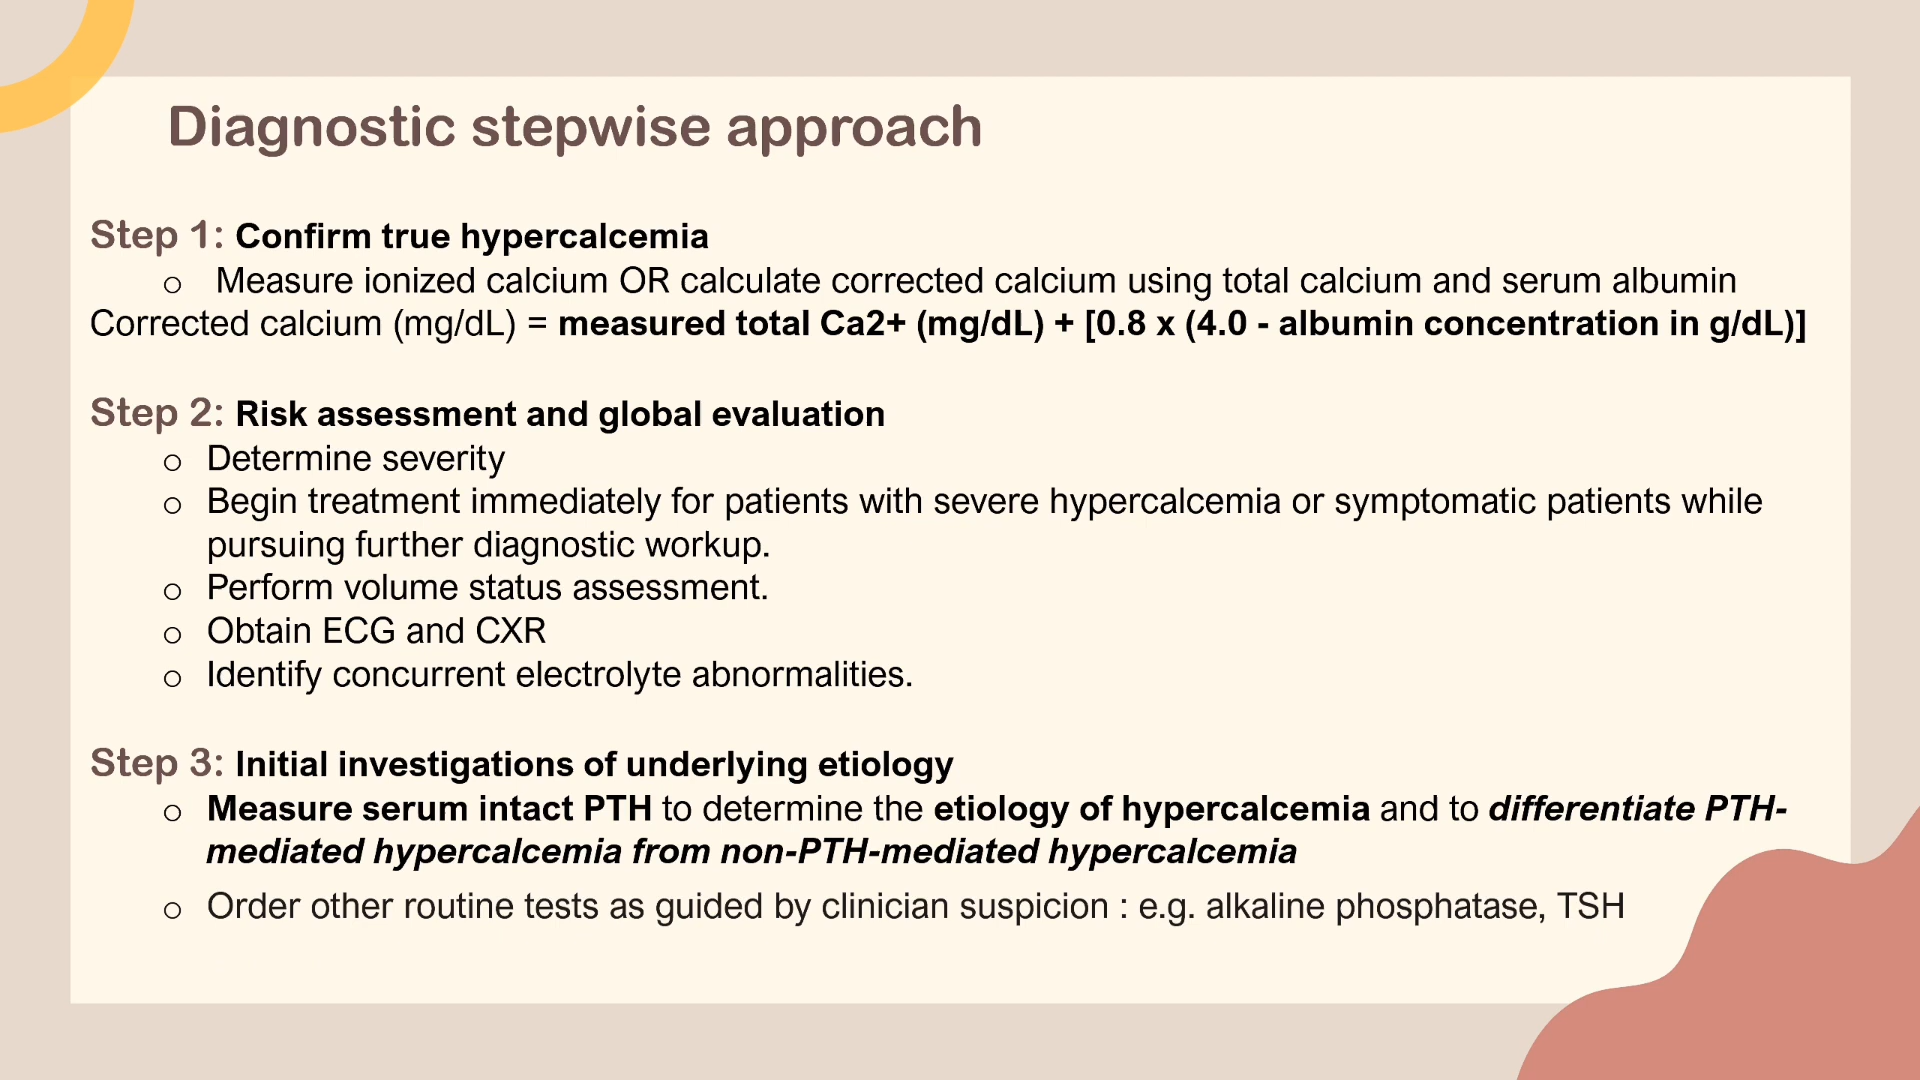 Diagnostic stepwise approach
Step 1: Confirm true hypercalcemia
o Measure ionized calcium OR calculate corrected calcium using total calcium and serum albumin
Corrected calcium (mg/dL) = measured total Ca2+ (mg/dL) + [0.8 x (4.0 - albumin concentration in g/dL)]
Step 2: Risk assessment and global evaluation
o Determine severity
o Begin treatment immediately for patients with severe hypercalcemia or symptomatic patients while
pursuing further diagnostic workup.
o Perform volume status assessment.
o Obtain ECG and CXR
o Identify concurrent electrolyte abnormalities.
Step 3: Initial investigations of underlying etiology
o Measure serum intact PTH to determine the etiology of hypercalcemia and to differentiate PTH-
mediated hypercalcemia from non-PTH-mediated hypercalcemia
o Order other routine tests as guided by clinician suspicion : e.g. alkaline phosphatase, TSH